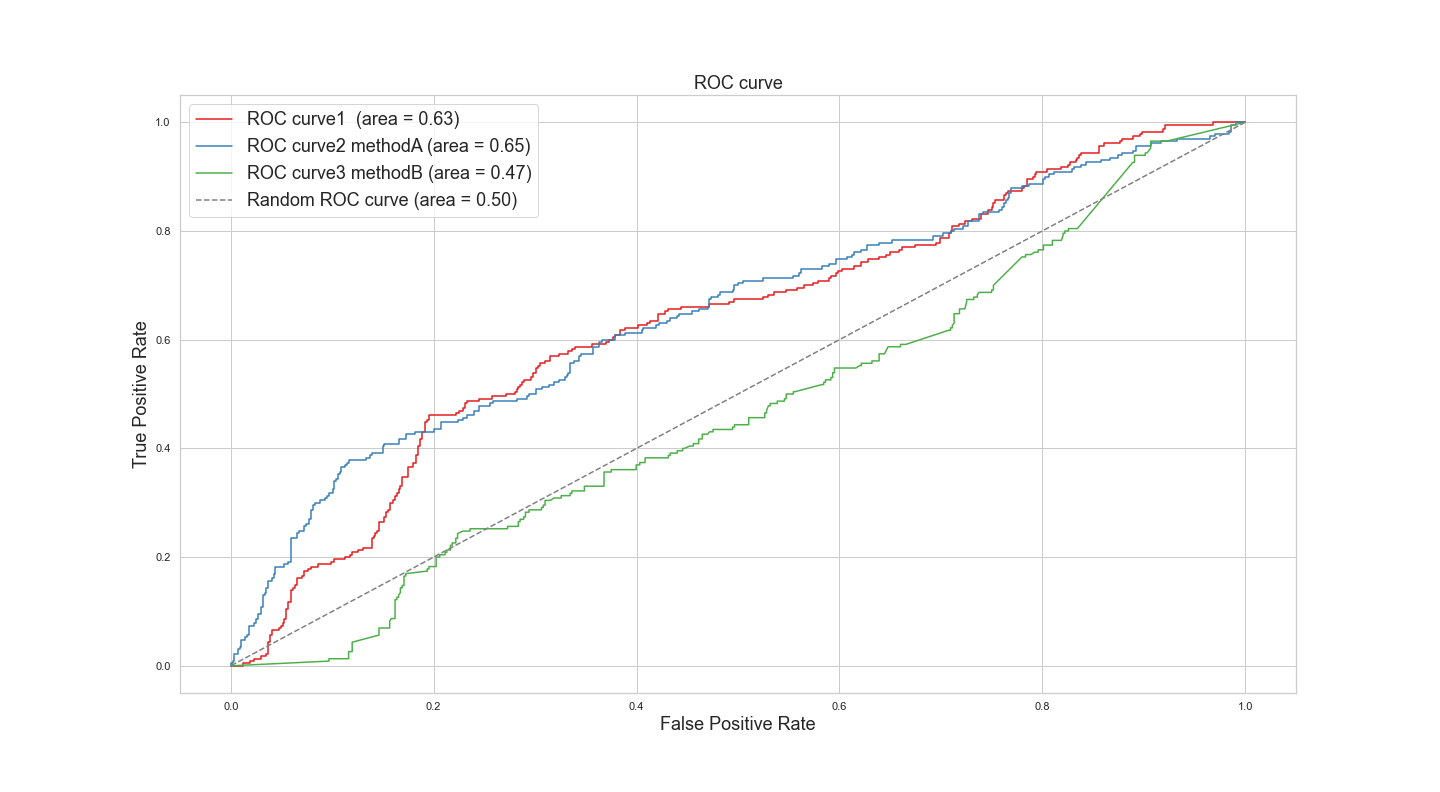 ROC curve
ROC curve1  (area = 0.63)
ROC curve2 methodA (area = 0.65)
ROC curve3 methodB (area = 0.47)
Random ROC curve (area = 0.50)
True Positive Rate
1.0
0.8
0.6
0.4
0.2
0.0
0.0 0.2 0.4 0.6 0.8 1.0
False Positive Rate